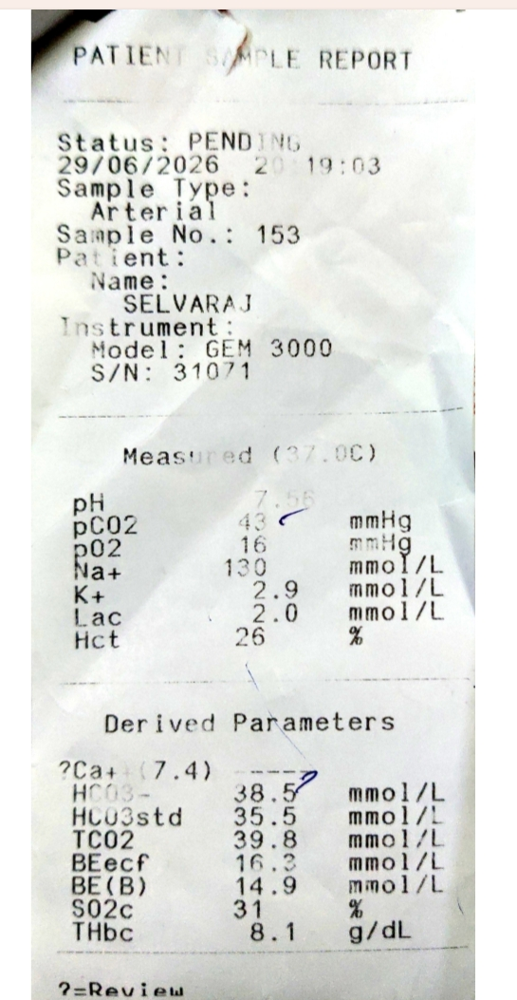 PATIENT SAMPLE REPORT
Status: PENDING
29/06/2026 20:19:03
Sample Type:
Arterial
Sample No.: 153
Patient:
Name:
SELVARAJ
Instrument:
Model: GEM 3000
S/N: 31071
Measured (37.0C)
pH 7.56
pCO2 43 mmHg
pO2 16 mmHg
Na+ 130 mmol/L
K+ 2.9 mmol/L
Lac 2.0 mmol/L
Hct 26 %
Derived Parameters
?Ca++(7.4) -----
HCO3- 38.5 mmol/L
HCO3std 35.5 mmol/L
TCO2 39.8 mmol/L
BEecf 16.3 mmol/L
BE(B) 14.9 mmol/L
SO2c 31 %
THbc 8.1 g/dL
?=Review